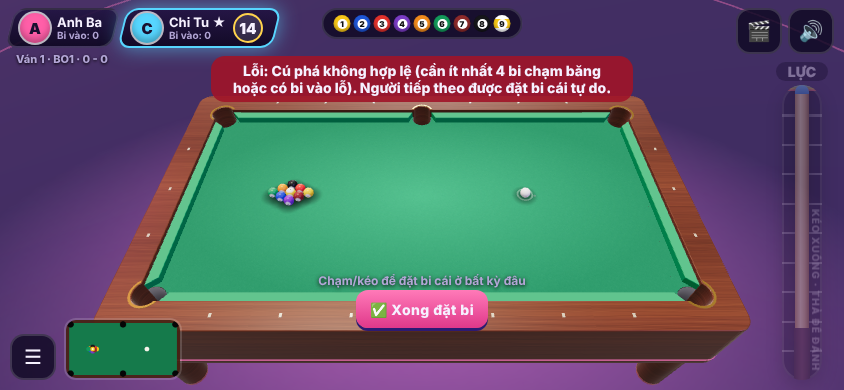 A
Anh Ba
Bi vào: 0
C
Chi Tu ★
Bi vào: 0
14
1 2 3 4 5 6 7 8 9
Ván 1 · BO1 · 0 - 0
LỰC
Lỗi: Cú phá không hợp lệ (cần ít nhất 4 bi chạm băng
hoặc có bi vào lỗ). Người tiếp theo được đặt bi cái tự do.
KÉO XUỐNG - THẢ ĐỂ ĐÁNH
Chạm/kéo để đặt bi cái ở bất kỳ đâu
✅ Xong đặt bi